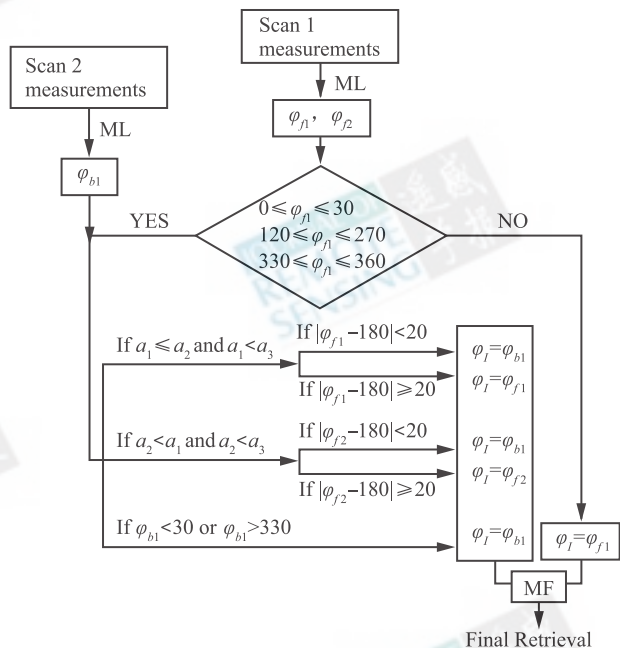 Scan 1
measurements
Scan 2
measurements
ML
ML
φf1, φf2
φb1
YES
NO
0≤φf1≤30
120≤φf1≤270
330≤φf1≤360
REMOTE
SENSING
If |φf1−180|<20
If a1≤a2 and a1<a3
φI=φb1
φI=φf1
If |φf1−180|≥20
If |φf2−180|<20
If a2<a1 and a2<a3
φI=φb1
φI=φf2
If |φf2−180|≥20
If φb1<30 or φb1>330
φI=φb1
φI=φf1
MF
Final Retrieval